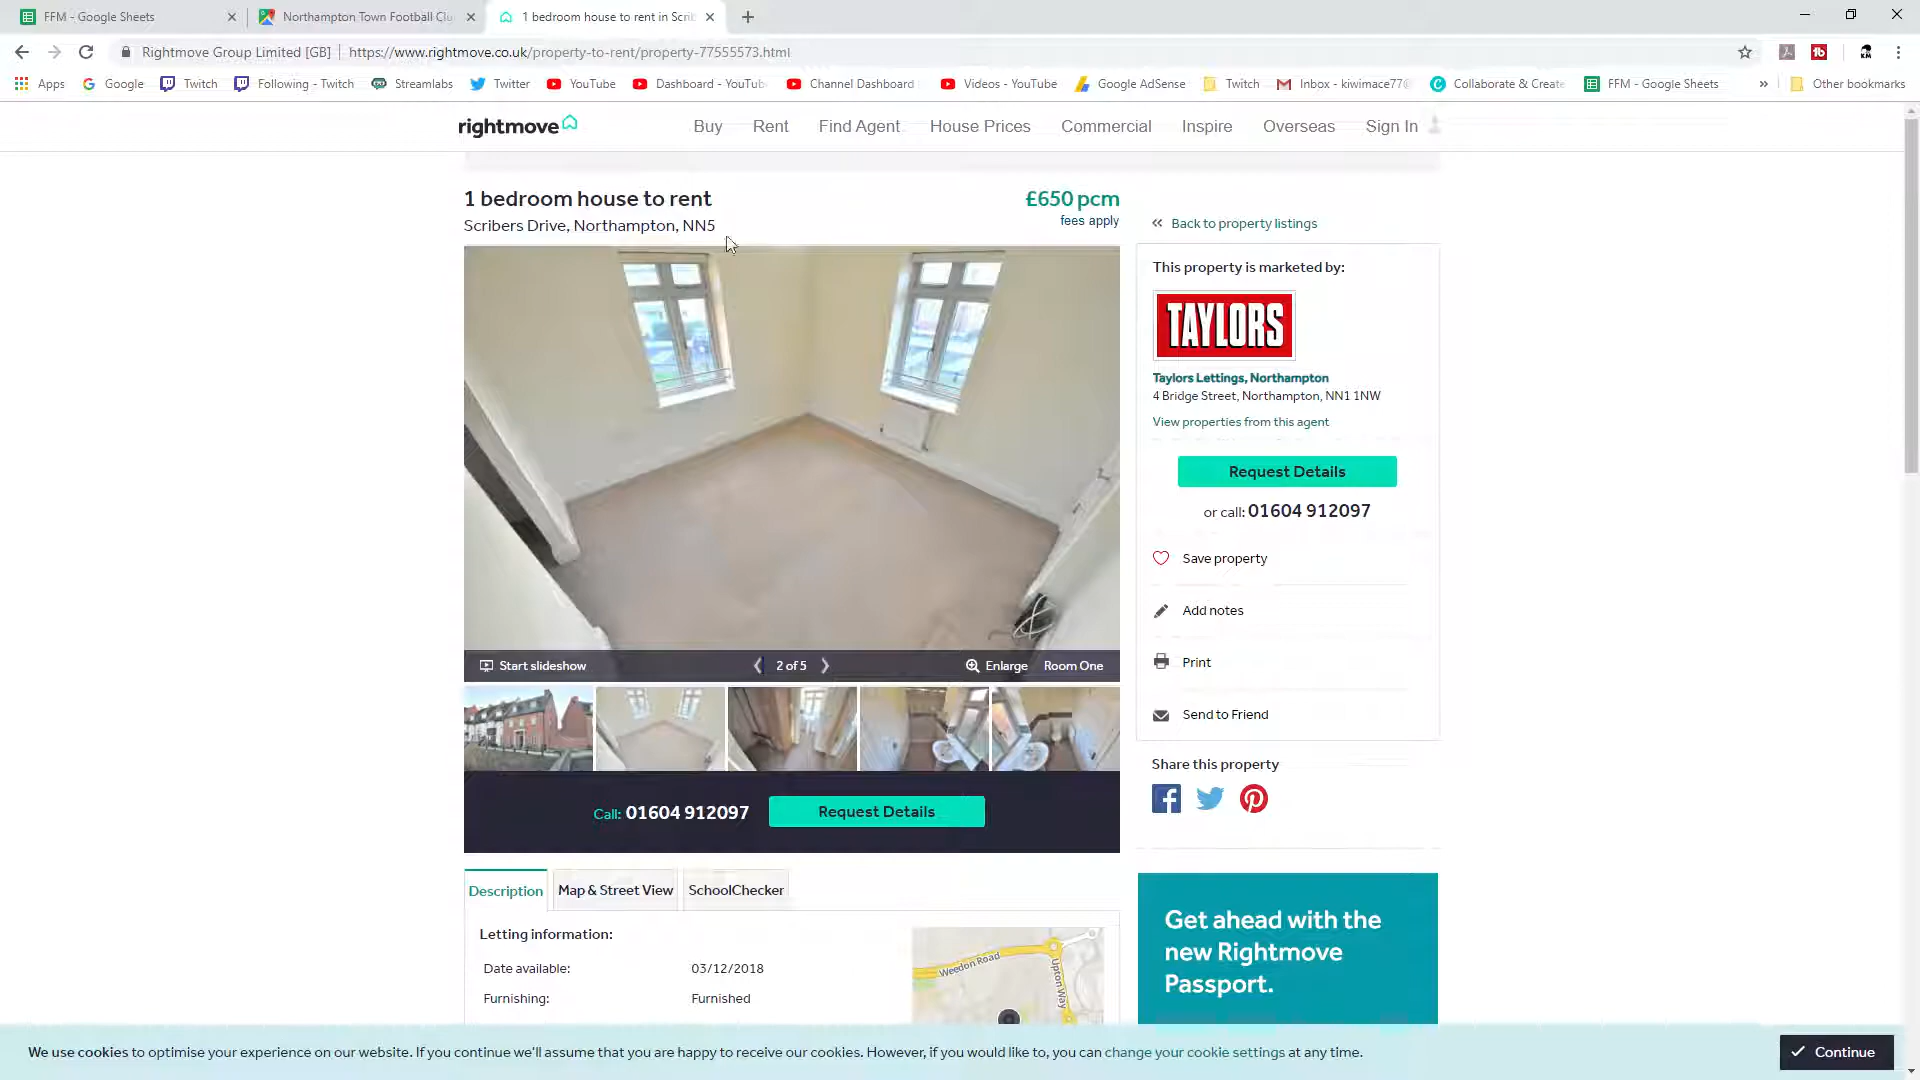 FFM - Google Sheets
Northampton Town Football Clu
1 bedroom house to rent in Scrib
Rightmove Group Limited [GB]
https://www.rightmove.co.uk/property-to-rent/property-77555573.html
Apps
Google
Twitch
Following - Twitch
Streamlabs
Twitter
YouTube
Dashboard - YouTub
Channel Dashboard
Videos - YouTube
Google AdSense
Twitch
Inbox - kiwimace77@
Collaborate & Create
FFM - Google Sheets
»
Other bookmarks
rightmove
Buy
Rent
Find Agent
House Prices
Commercial
Inspire
Overseas
Sign In
1 bedroom house to rent
£650 pcm
Scribers Drive, Northampton, NN5
fees apply
Back to property listings
This property is marketed by:
TAYLORS
Taylors Lettings, Northampton
4 Bridge Street, Northampton, NN1 1NW
View properties from this agent
Request Details
or call: 01604 912097
Save property
Add notes
Print
Send to Friend
Start slideshow
2 of 5
Enlarge
Room One
Share this property
Call: 01604 912097
Request Details
Description
Map & Street View
SchoolChecker
Letting information:
Date available: 03/12/2018
Furnishing: Furnished
Weedon Road
Upton Way
Get ahead with the
new Rightmove
Passport.
We use cookies to optimise your experience on our website. If you continue we'll assume that you are happy to receive our cookies. However, if you would like to, you can change your cookie settings at any time.
Continue